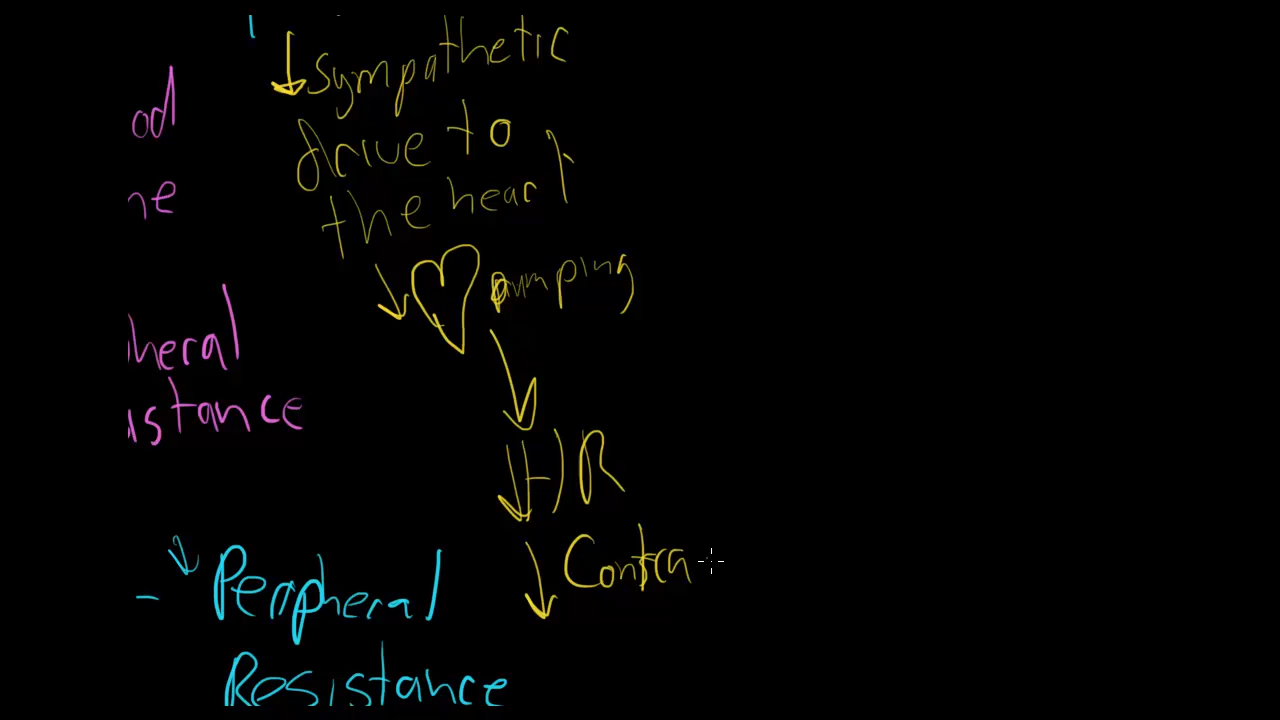 od
ne
heral
istance
↓ Sympathetic
drive to
the heart
↓ ♡ pumping
↓ HR
↓ Contra
- ↓ Peripheral
Resistance